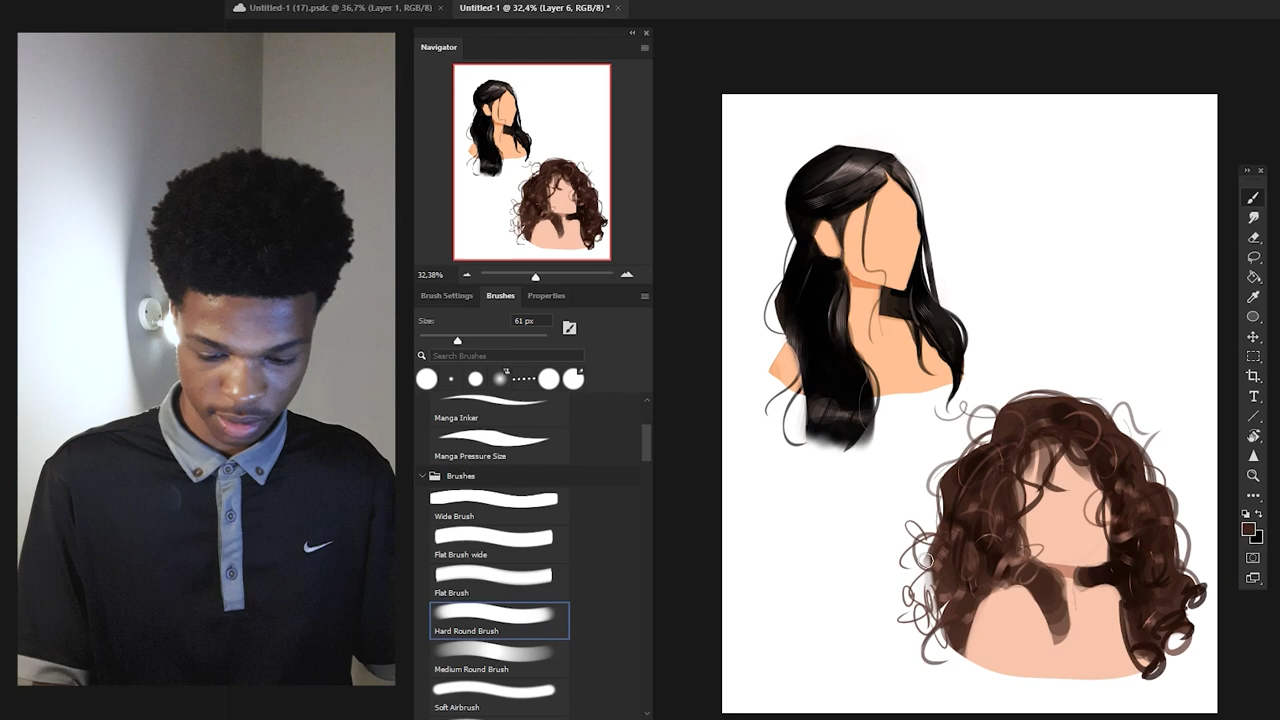 Untitled-1 (17).psdc @ 36,7% (Layer 1, RGB/8) ×
Untitled-1 @ 32,4% (Layer 6, RGB/8) * ×
Navigator
32,38%
Brush Settings
Brushes
Properties
Size:
61 px
Search Brushes
Manga Inker
Manga Pressure Size
Brushes
Wide Brush
Flat Brush wide
Flat Brush
Hard Round Brush
Medium Round Brush
Soft Airbrush